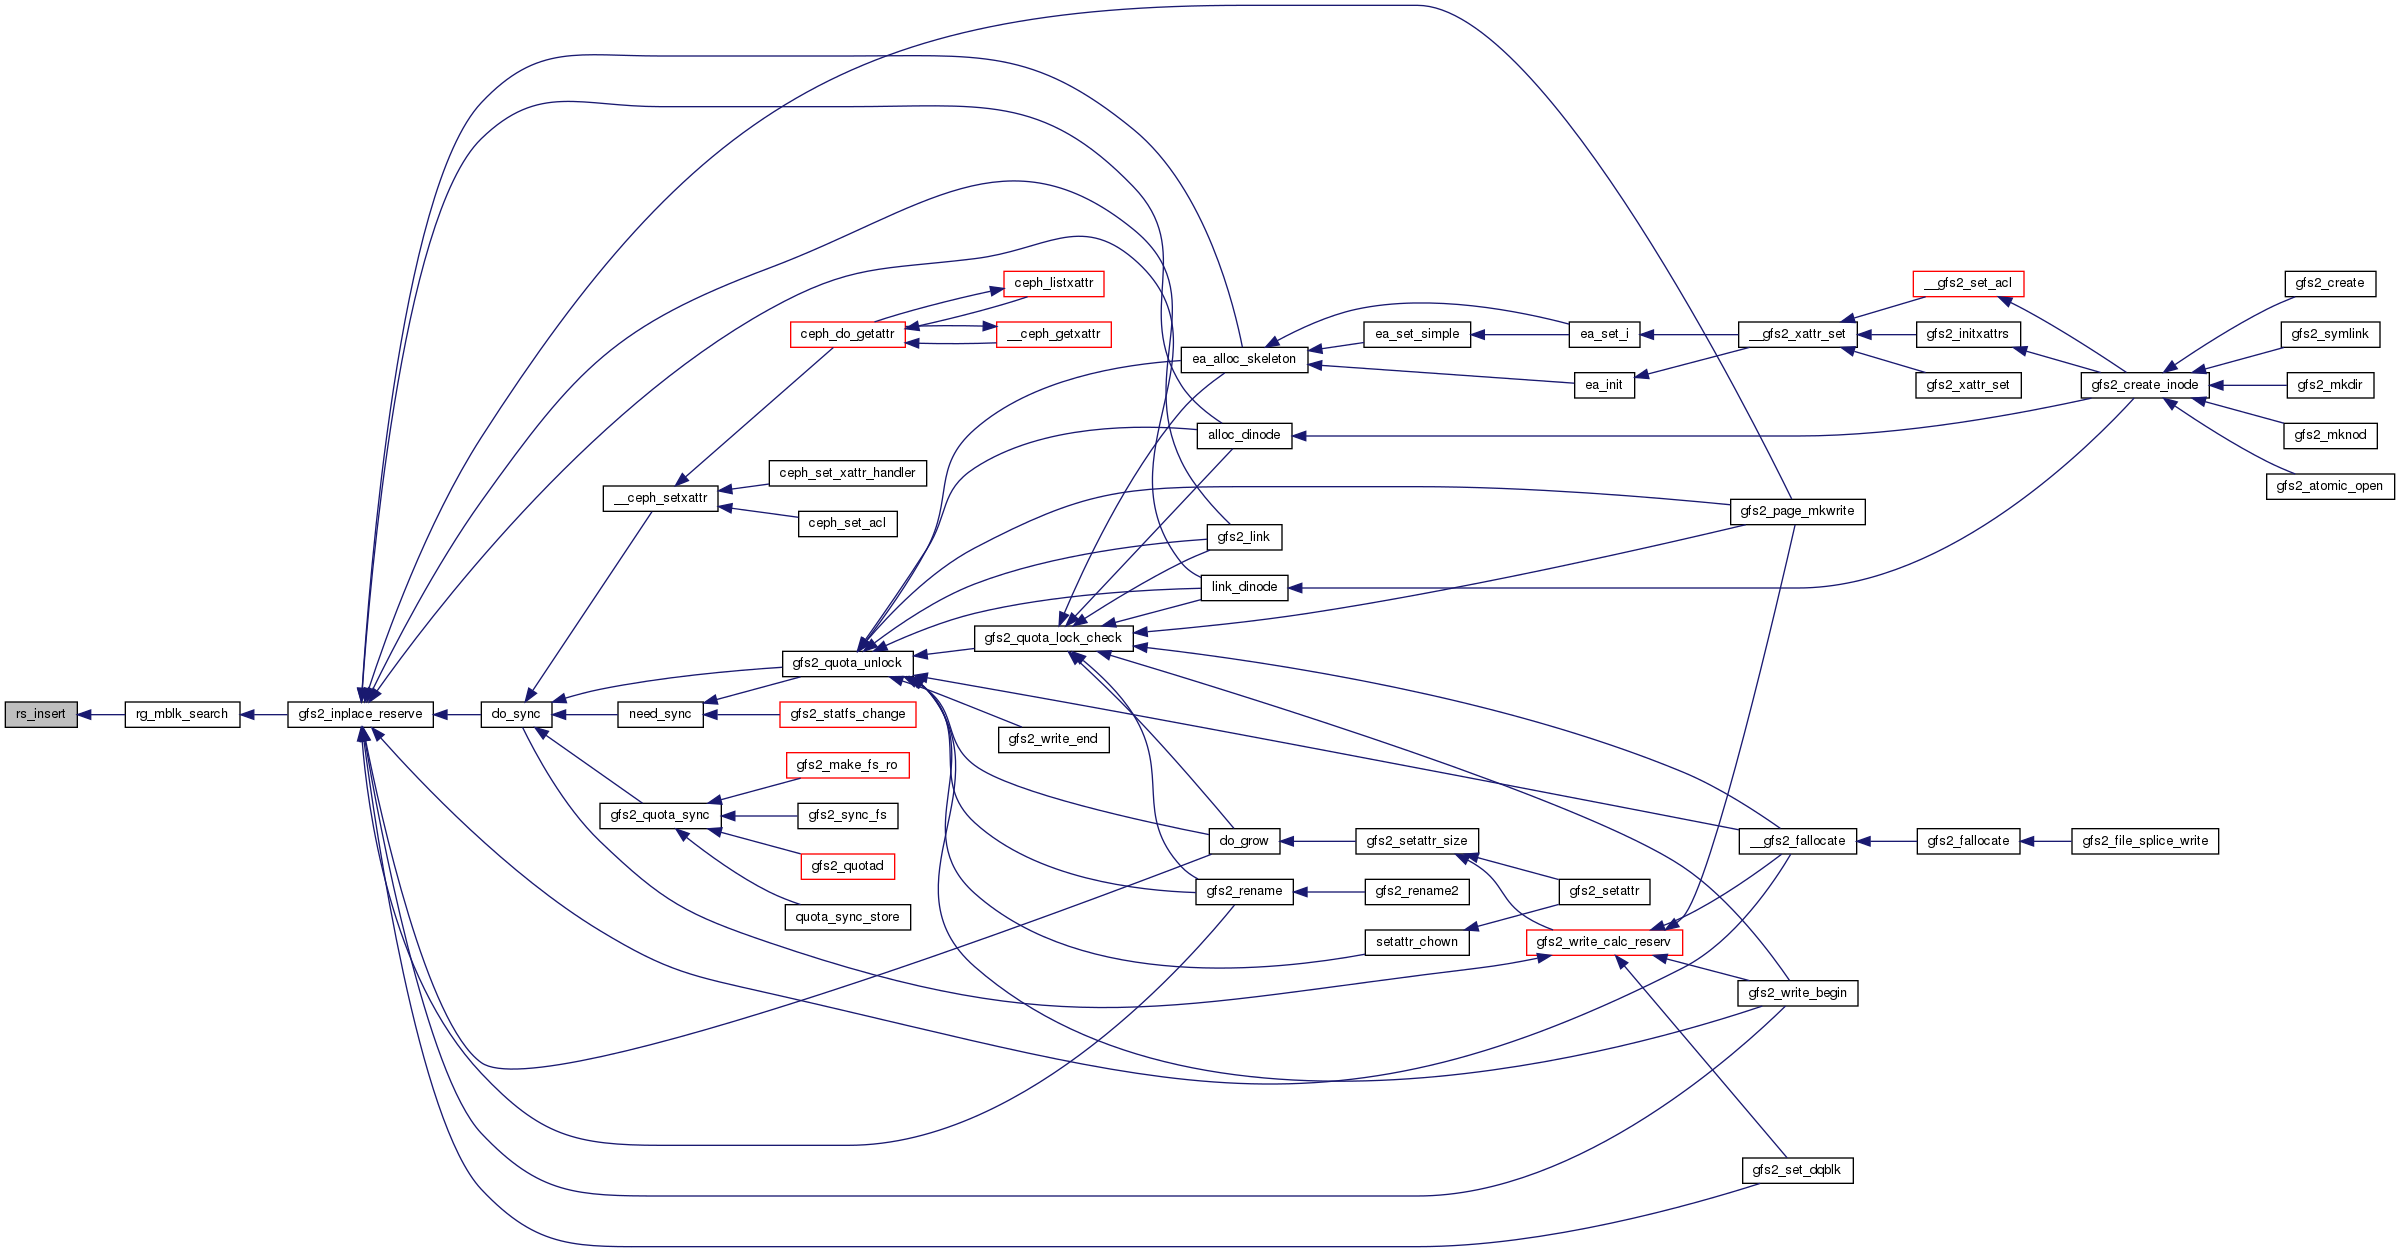 rs_insert
rg_mblk_search
gfs2_inplace_reserve
do_sync
__ceph_setxattr
need_sync
gfs2_quota_sync
ceph_do_getattr
ceph_set_xattr_handler
ceph_set_acl
gfs2_quota_unlock
gfs2_statfs_change
gfs2_make_fs_ro
gfs2_sync_fs
gfs2_quotad
quota_sync_store
ceph_listxattr
__ceph_getxattr
gfs2_quota_lock_check
gfs2_write_end
ea_alloc_skeleton
alloc_dinode
gfs2_link
link_dinode
do_grow
gfs2_rename
ea_set_simple
gfs2_setattr_size
gfs2_rename2
setattr_chown
ea_set_i
ea_init
gfs2_setattr
gfs2_write_calc_reserv
__gfs2_xattr_set
gfs2_page_mkwrite
__gfs2_fallocate
gfs2_write_begin
gfs2_set_dqblk
__gfs2_set_acl
gfs2_initxattrs
gfs2_xattr_set
gfs2_fallocate
gfs2_create_inode
gfs2_file_splice_write
gfs2_create
gfs2_symlink
gfs2_mkdir
gfs2_mknod
gfs2_atomic_open